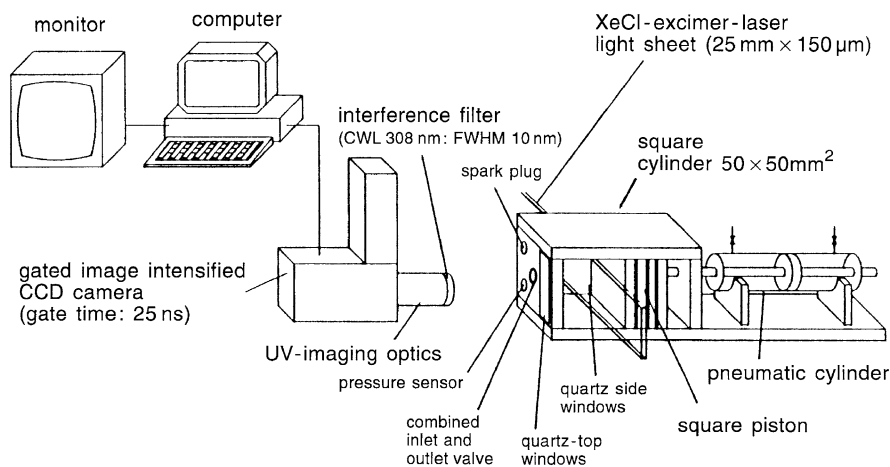 monitor
computer
XeCl-excimer-laser
light sheet (25 mm × 150 µm)
interference filter
(CWL 308 nm: FWHM 10 nm)
spark plug
square
cylinder 50 × 50mm²
gated image intensified
CCD camera
(gate time: 25 ns)
UV-imaging optics
pressure sensor
combined
inlet and
outlet valve
quartz-top
windows
quartz side
windows
square piston
pneumatic cylinder